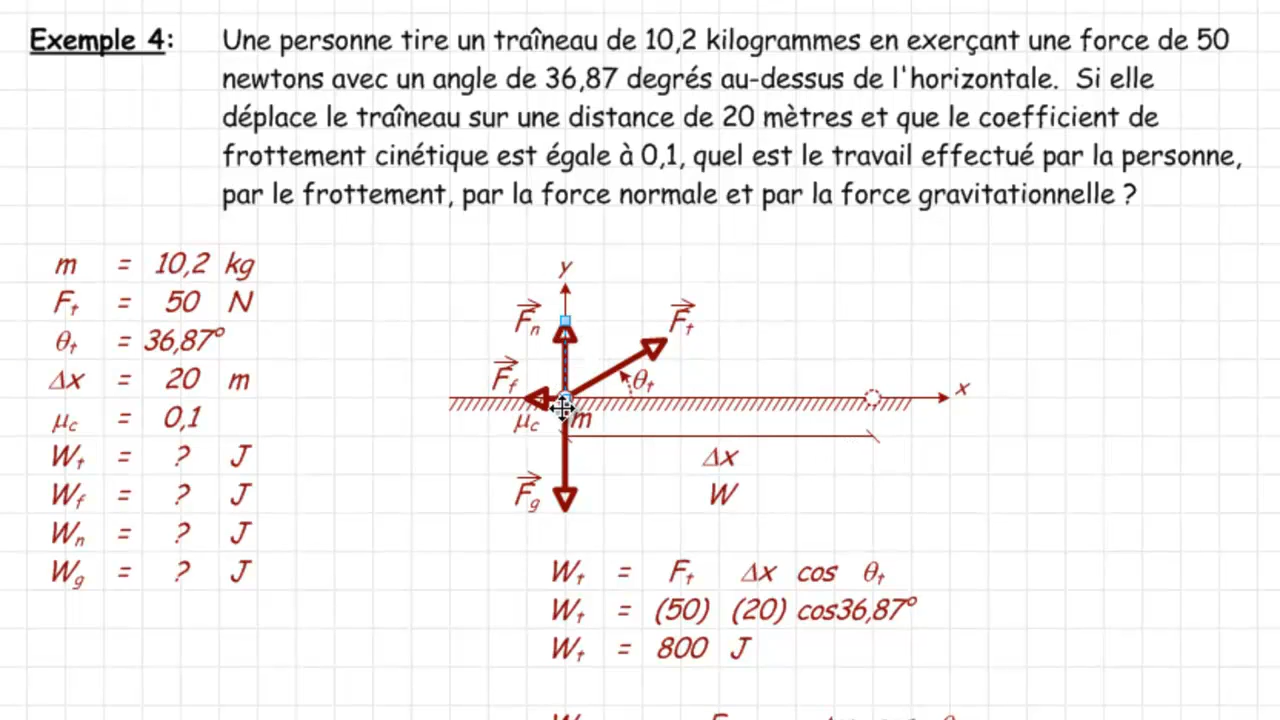 Exemple 4: Une personne tire un traîneau de 10,2 kilogrammes en exerçant une force de 50
newtons avec un angle de 36,87 degrés au-dessus de l'horizontale. Si elle
déplace le traîneau sur une distance de 20 mètres et que le coefficient de
frottement cinétique est égale à 0,1, quel est le travail effectué par la personne,
par le frottement, par la force normale et par la force gravitationnelle ?
m = 10,2 kg
Fₜ = 50 N
θₜ = 36,87°
Δx = 20 m
μc = 0,1
Wₜ = ? J
Wf = ? J
Wₙ = ? J
Wg = ? J
y
F⃗ₙ
F⃗ₜ
F⃗f
θₜ
x
μc
m
Δx
F⃗g
W
Wₜ = Fₜ Δx cos θₜ
Wₜ = (50) (20) cos36,87°
Wₜ = 800 J